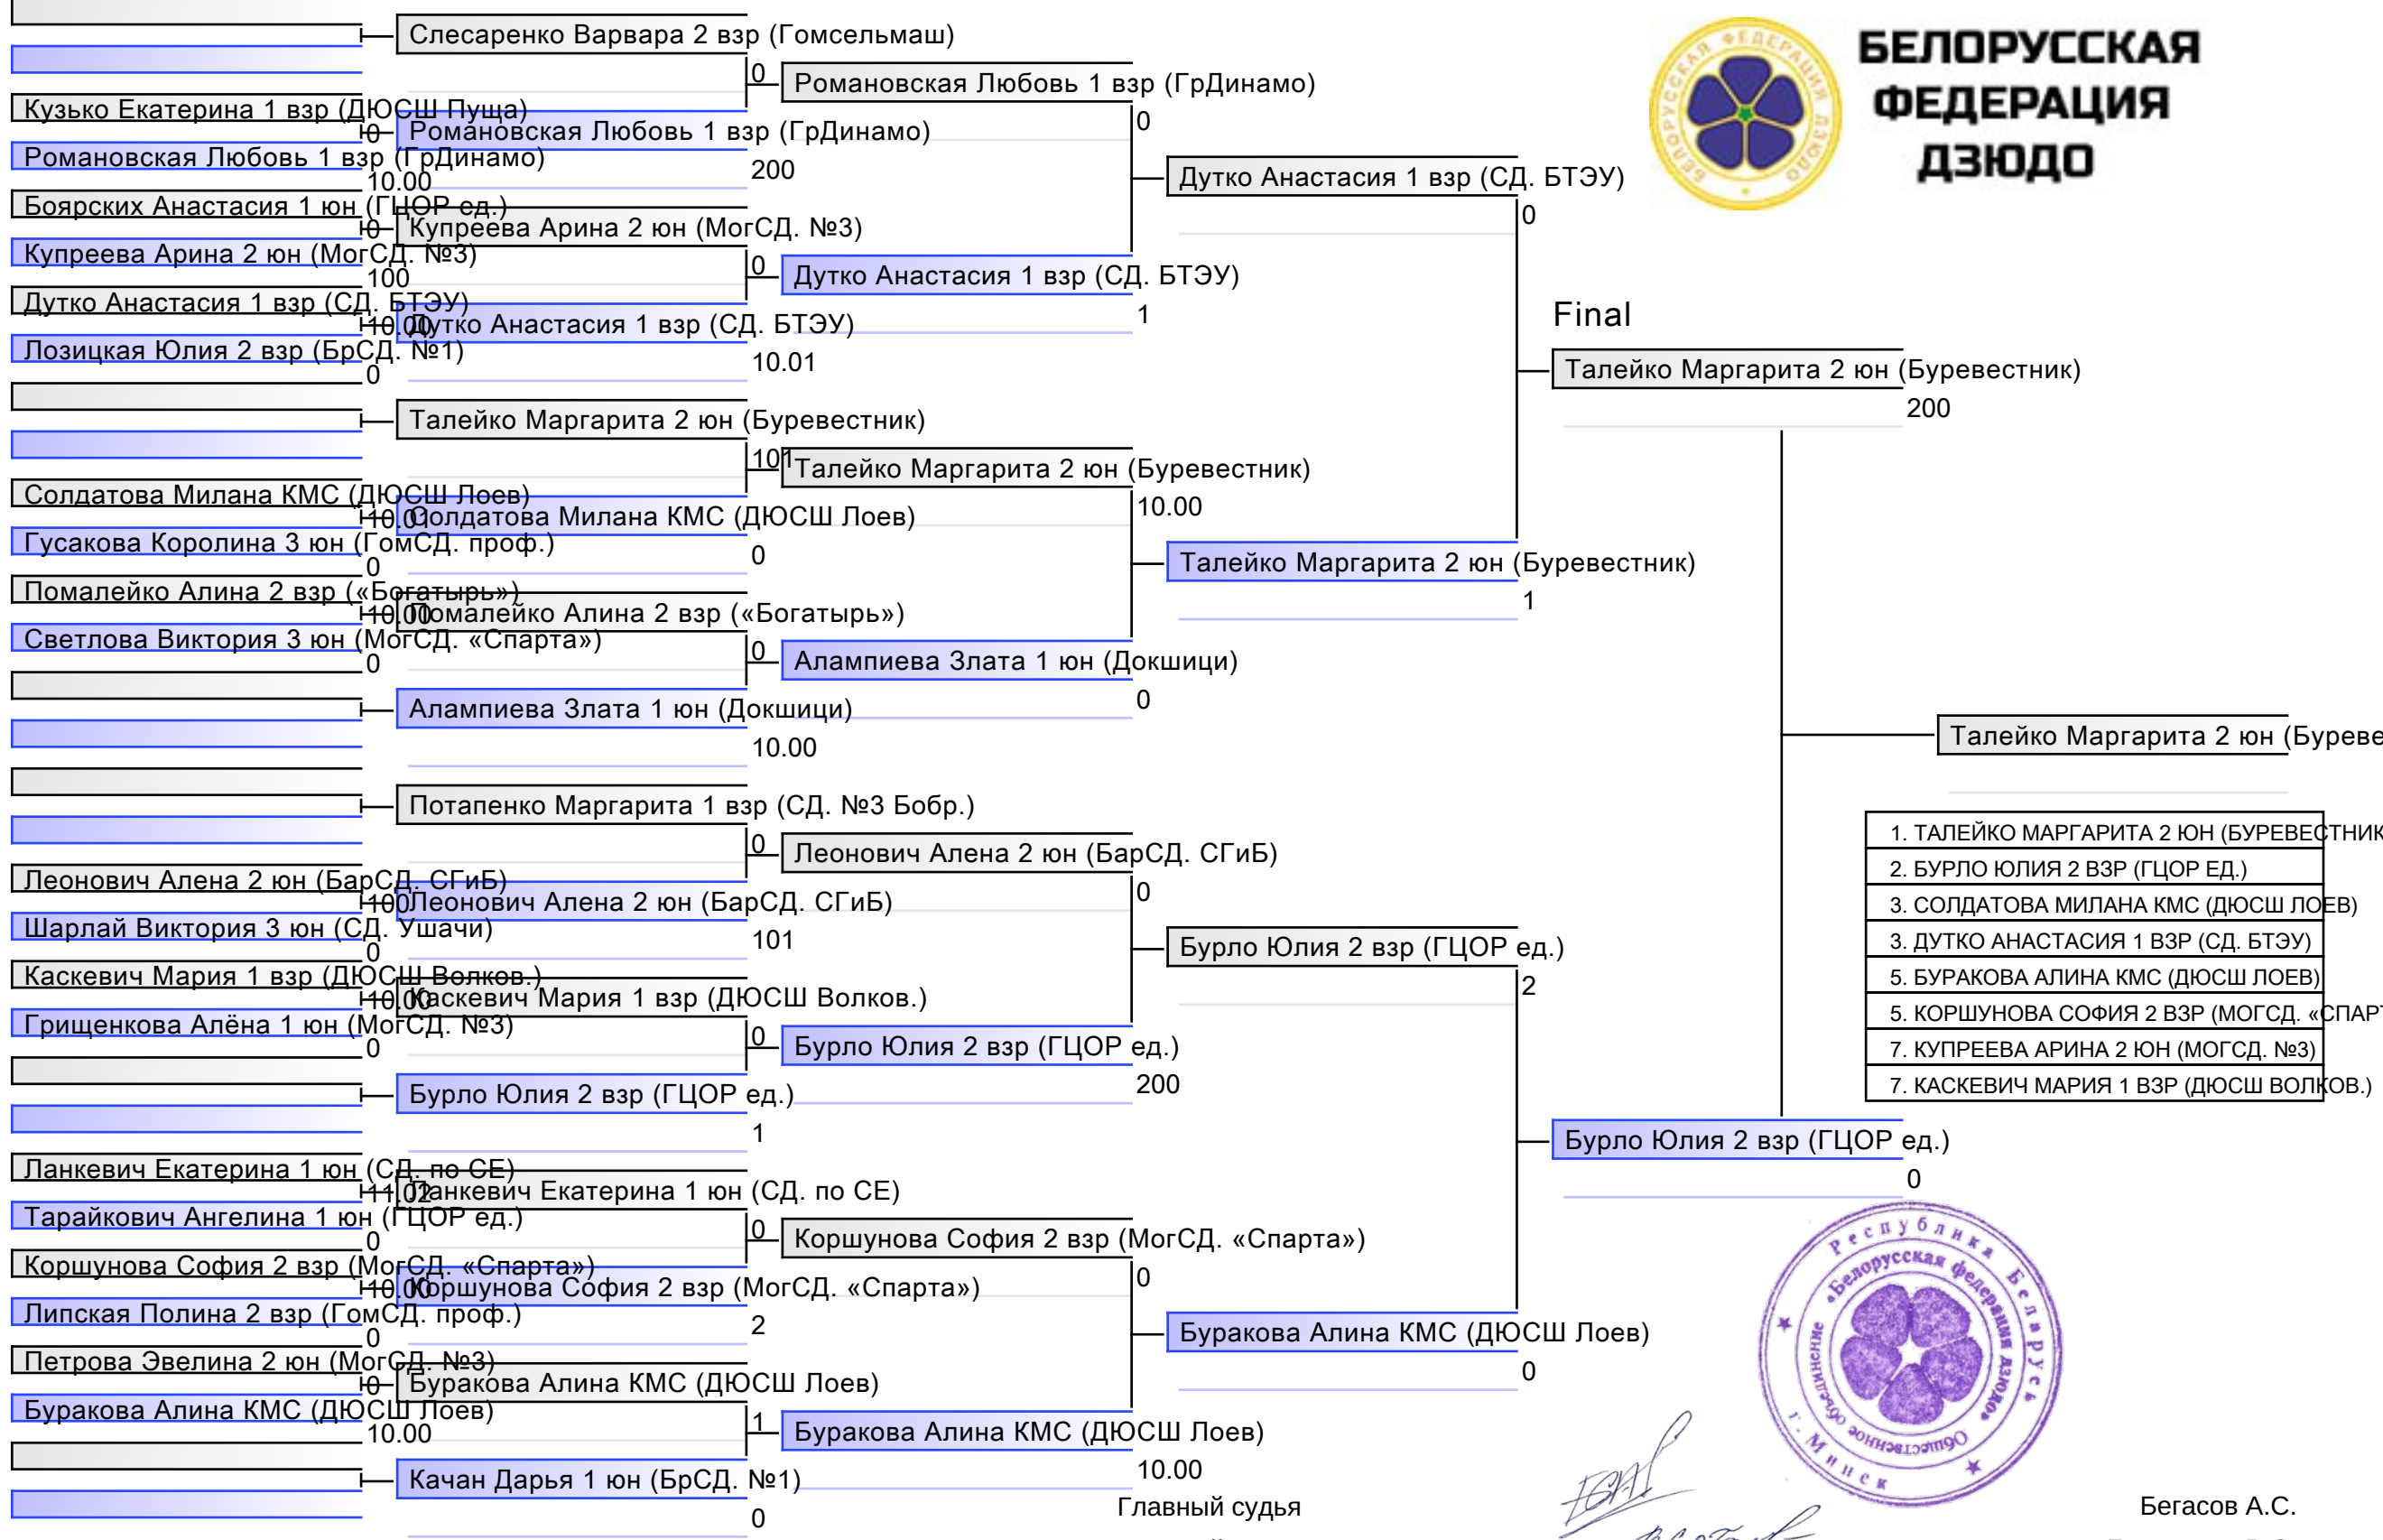 БЕЛОРУССКАЯ
ФЕДЕРАЦИЯ
ДЗЮДО
БЕЛОРУССКАЯ ФЕДЕРАЦИЯ ДЗЮДО
Кузько Екатерина 1 взр (ДЮСШ Пуща)
0
Романовская Любовь 1 взр (ГрДинамо)
10.00
Боярских Анастасия 1 юн (ГЦОР ед.)
0
Купреева Арина 2 юн (МогСД. №3)
100
Дутко Анастасия 1 взр (СД. БТЭУ)
10.00
Лозицкая Юлия 2 взр (БрСД. №1)
0
Солдатова Милана КМС (ДЮСШ Лоев)
10.01
Гусакова Королина 3 юн (ГомСД. проф.)
0
Помалейко Алина 2 взр («Богатырь»)
10.00
Светлова Виктория 3 юн (МогСД. «Спарта»)
0
Леонович Алена 2 юн (БарСД. СГиБ)
100
Шарлай Виктория 3 юн (СД. Ушачи)
0
Каскевич Мария 1 взр (ДЮСШ Волков.)
10.00
Грищенкова Алёна 1 юн (МогСД. №3)
0
Ланкевич Екатерина 1 юн (СД. по СЕ)
11.02
Тарайкович Ангелина 1 юн (ГЦОР ед.)
0
Коршунова София 2 взр (МогСД. «Спарта»)
10.00
Липская Полина 2 взр (ГомСД. проф.)
0
Петрова Эвелина 2 юн (МогСД. №3)
0
Буракова Алина КМС (ДЮСШ Лоев)
10.00
Слесаренко Варвара 2 взр (Гомсельмаш)
0
Романовская Любовь 1 взр (ГрДинамо)
200
Купреева Арина 2 юн (МогСД. №3)
0
Дутко Анастасия 1 взр (СД. БТЭУ)
10.01
Талейко Маргарита 2 юн (Буревестник)
101
Солдатова Милана КМС (ДЮСШ Лоев)
0
Помалейко Алина 2 взр («Богатырь»)
0
Алампиева Злата 1 юн (Докшици)
10.00
Потапенко Маргарита 1 взр (СД. №3 Бобр.)
0
Леонович Алена 2 юн (БарСД. СГиБ)
101
Каскевич Мария 1 взр (ДЮСШ Волков.)
0
Бурло Юлия 2 взр (ГЦОР ед.)
1
Ланкевич Екатерина 1 юн (СД. по СЕ)
0
Коршунова София 2 взр (МогСД. «Спарта»)
2
Буракова Алина КМС (ДЮСШ Лоев)
1
Качан Дарья 1 юн (БрСД. №1)
0
Романовская Любовь 1 взр (ГрДинамо)
0
Дутко Анастасия 1 взр (СД. БТЭУ)
1
Талейко Маргарита 2 юн (Буревестник)
10.00
Алампиева Злата 1 юн (Докшици)
0
Леонович Алена 2 юн (БарСД. СГиБ)
0
Бурло Юлия 2 взр (ГЦОР ед.)
200
Коршунова София 2 взр (МогСД. «Спарта»)
0
Буракова Алина КМС (ДЮСШ Лоев)
10.00
Дутко Анастасия 1 взр (СД. БТЭУ)
0
Талейко Маргарита 2 юн (Буревестник)
1
Бурло Юлия 2 взр (ГЦОР ед.)
2
Буракова Алина КМС (ДЮСШ Лоев)
0
Final
Талейко Маргарита 2 юн (Буревестник)
200
Бурло Юлия 2 взр (ГЦОР ед.)
0
Талейко Маргарита 2 юн (Буреве
1. ТАЛЕЙКО МАРГАРИТА 2 ЮН (БУРЕВЕСТНИК
2. БУРЛО ЮЛИЯ 2 ВЗР (ГЦОР ЕД.)
3. СОЛДАТОВА МИЛАНА КМС (ДЮСШ ЛОЕВ)
3. ДУТКО АНАСТАСИЯ 1 ВЗР (СД. БТЭУ)
5. БУРАКОВА АЛИНА КМС (ДЮСШ ЛОЕВ)
5. КОРШУНОВА СОФИЯ 2 ВЗР (МОГСД. «СПАРТ
7. КУПРЕЕВА АРИНА 2 ЮН (МОГСД. №3)
7. КАСКЕВИЧ МАРИЯ 1 ВЗР (ДЮСШ ВОЛКОВ.)
Республика Беларусь
г. Минск
Общественное объединение
«Белорусская федерация дзюдо»
Главный судья
Бегасов А.С.